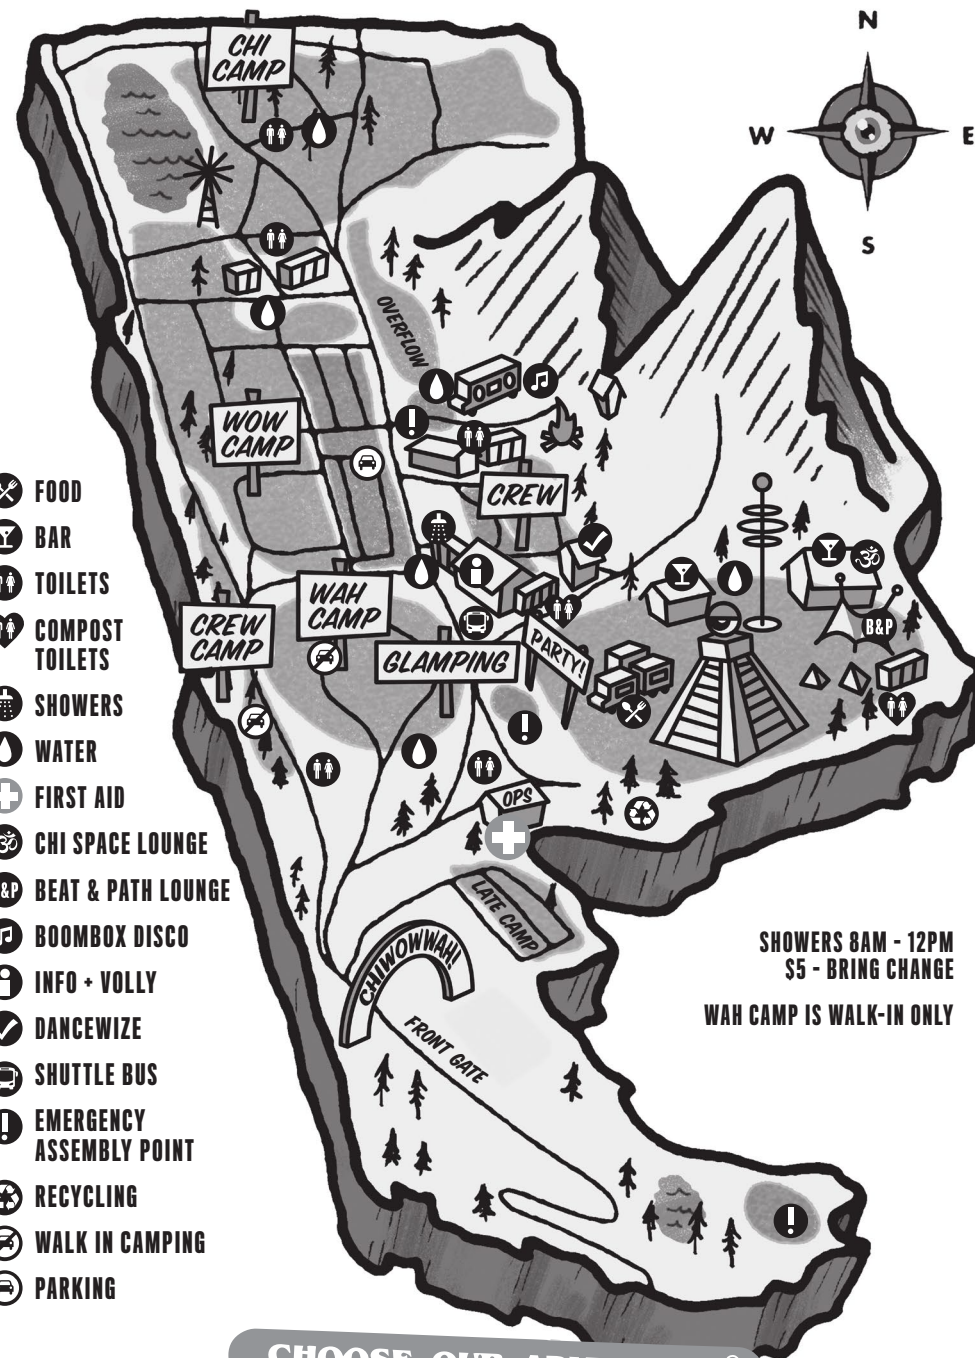 N
W
E
S
CHI
CAMP
OVERFLOW
WOW
CAMP
CREW
WAH
CAMP
CREW
CAMP
GLAMPING
PARTY!
B&P
OPS
LATE CAMP
CHIWOWWAH!
FRONT GATE
FOOD
BAR
TOILETS
COMPOST
TOILETS
SHOWERS
WATER
FIRST AID
CHI SPACE LOUNGE
&P BEAT & PATH LOUNGE
BOOMBOX DISCO
INFO + VOLLY
DANCEWIZE
SHUTTLE BUS
EMERGENCY
ASSEMBLY POINT
RECYCLING
WALK IN CAMPING
PARKING
SHOWERS 8AM - 12PM
$5 - BRING CHANGE
WAH CAMP IS WALK-IN ONLY
CHOOSE OUR